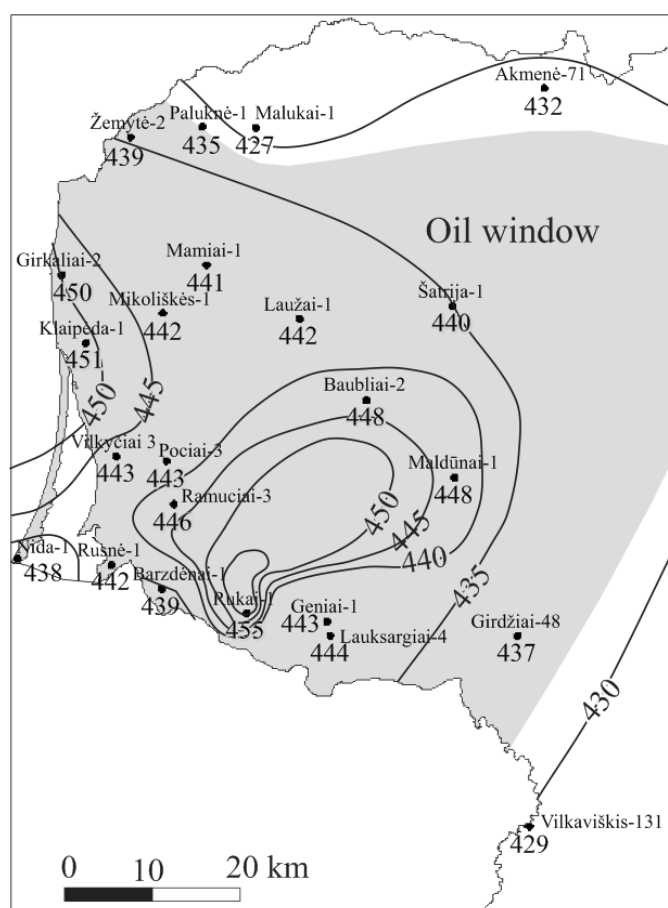 Akmenė-71
432
Paluknė-1
Malukai-1
Žemytė-2
435
427
439
Oil window
Mamiai-1
441
Girkaliai-2
450
Mikoliškės-1
442
Laužai-1
442
Šatrija-1
440
Klaipėda-1
451
450
445
Baubliai-2
448
Vilkyčiai 3
443
Pociai-3
443
Maldūnai-1
448
Ramuciai-3
446
450
445
440
435
Nida-1
438
Rusnė-1
442
Barzdėnai-1
439
Pukai-1
455
Geniai-1
443
Lauksargiai-4
444
Girdžiai-48
437
430
Vilkaviškis-131
429
0 10 20 km